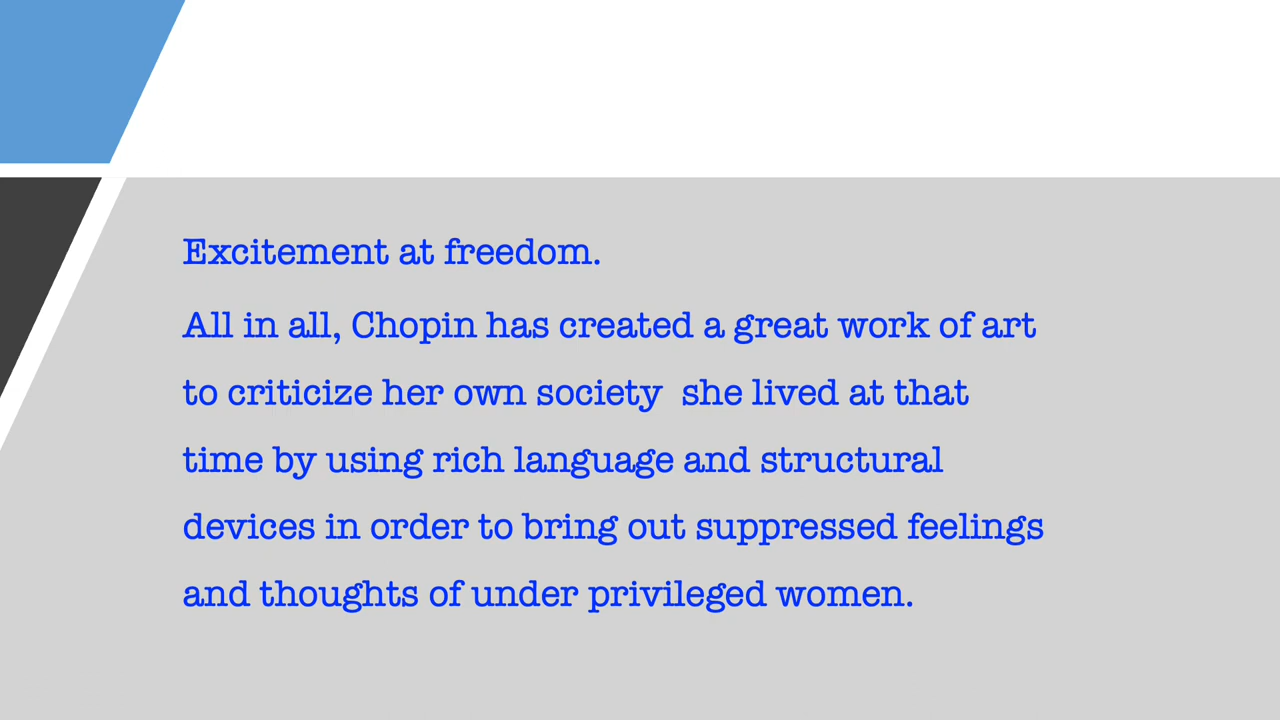 Excitement at freedom.
All in all, Chopin has created a great work of art
to criticize her own society  she lived at that
time by using rich language and structural
devices in order to bring out suppressed feelings
and thoughts of under privileged women.